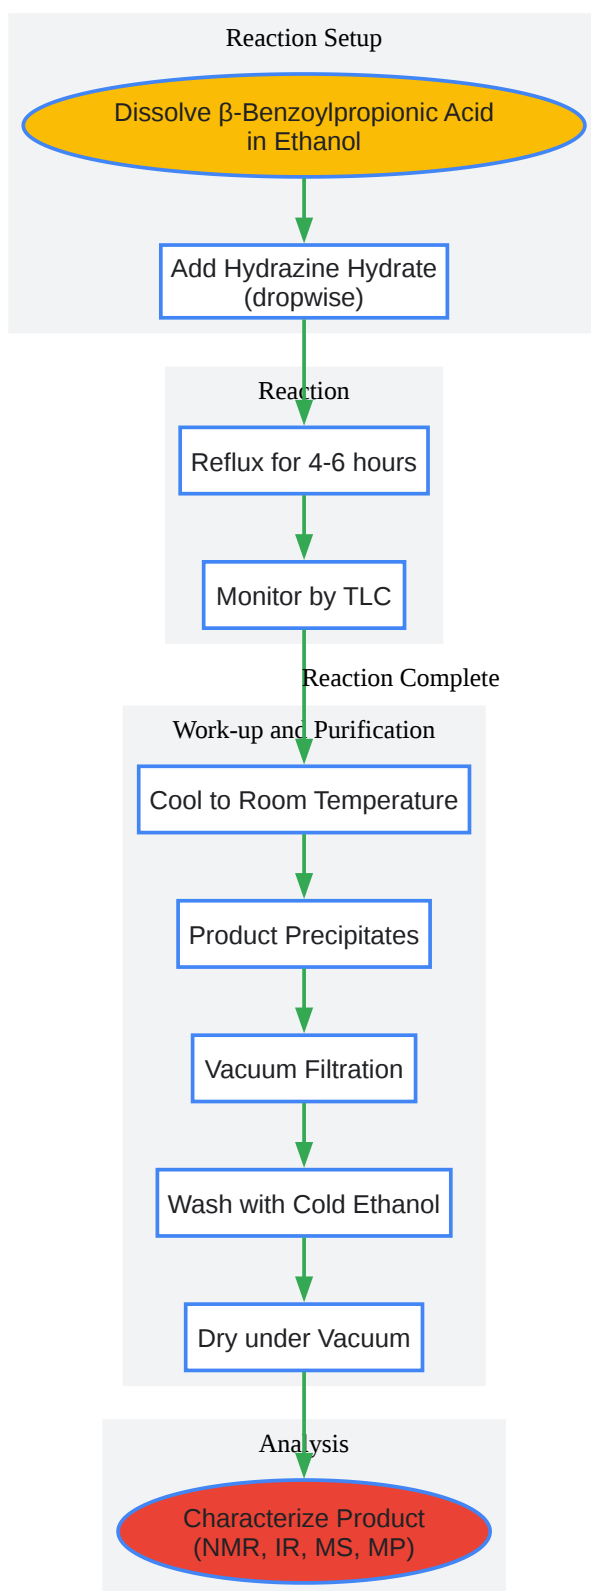 Reaction Setup
Dissolve β-Benzoylpropionic Acid
in Ethanol
Add Hydrazine Hydrate
(dropwise)
Reaction
Reflux for 4-6 hours
Monitor by TLC
Reaction Complete
Work-up and Purification
Cool to Room Temperature
Product Precipitates
Vacuum Filtration
Wash with Cold Ethanol
Dry under Vacuum
Analysis
Characterize Product
(NMR, IR, MS, MP)